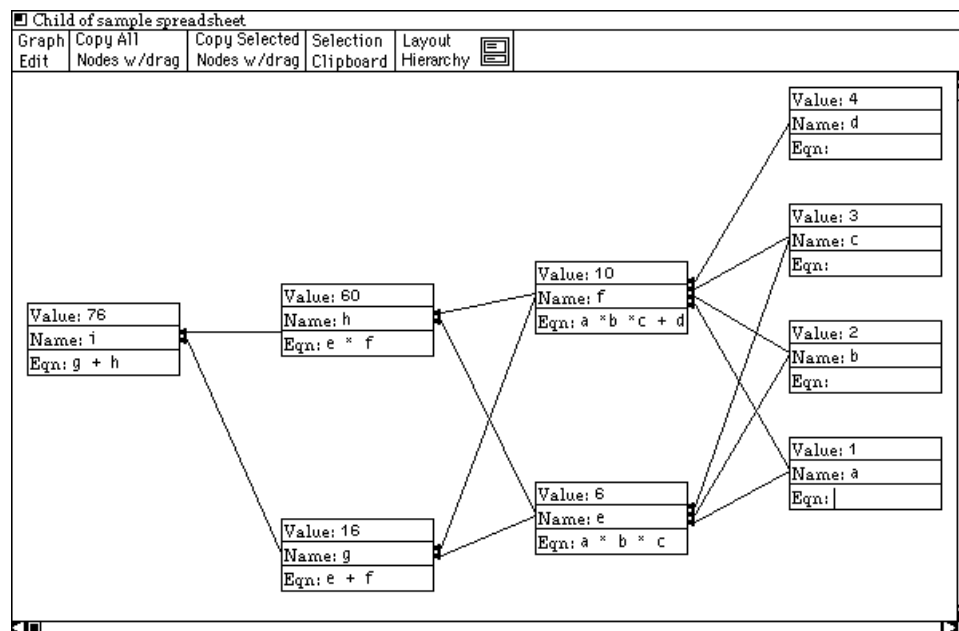 Child of sample spreadsheet
Graph Edit
Copy All Nodes w/drag
Copy Selected Nodes w/drag
Selection Clipboard
Layout Hierarchy
Value: 76
Name: i
Eqn: g + h
Value: 60
Name: h
Eqn: e * f
Value: 16
Name: g
Eqn: e + f
Value: 10
Name: f
Eqn: a *b *c + d
Value: 6
Name: e
Eqn: a * b * c
Value: 4
Name: d
Eqn:
Value: 3
Name: c
Eqn:
Value: 2
Name: b
Eqn:
Value: 1
Name: a
Eqn: